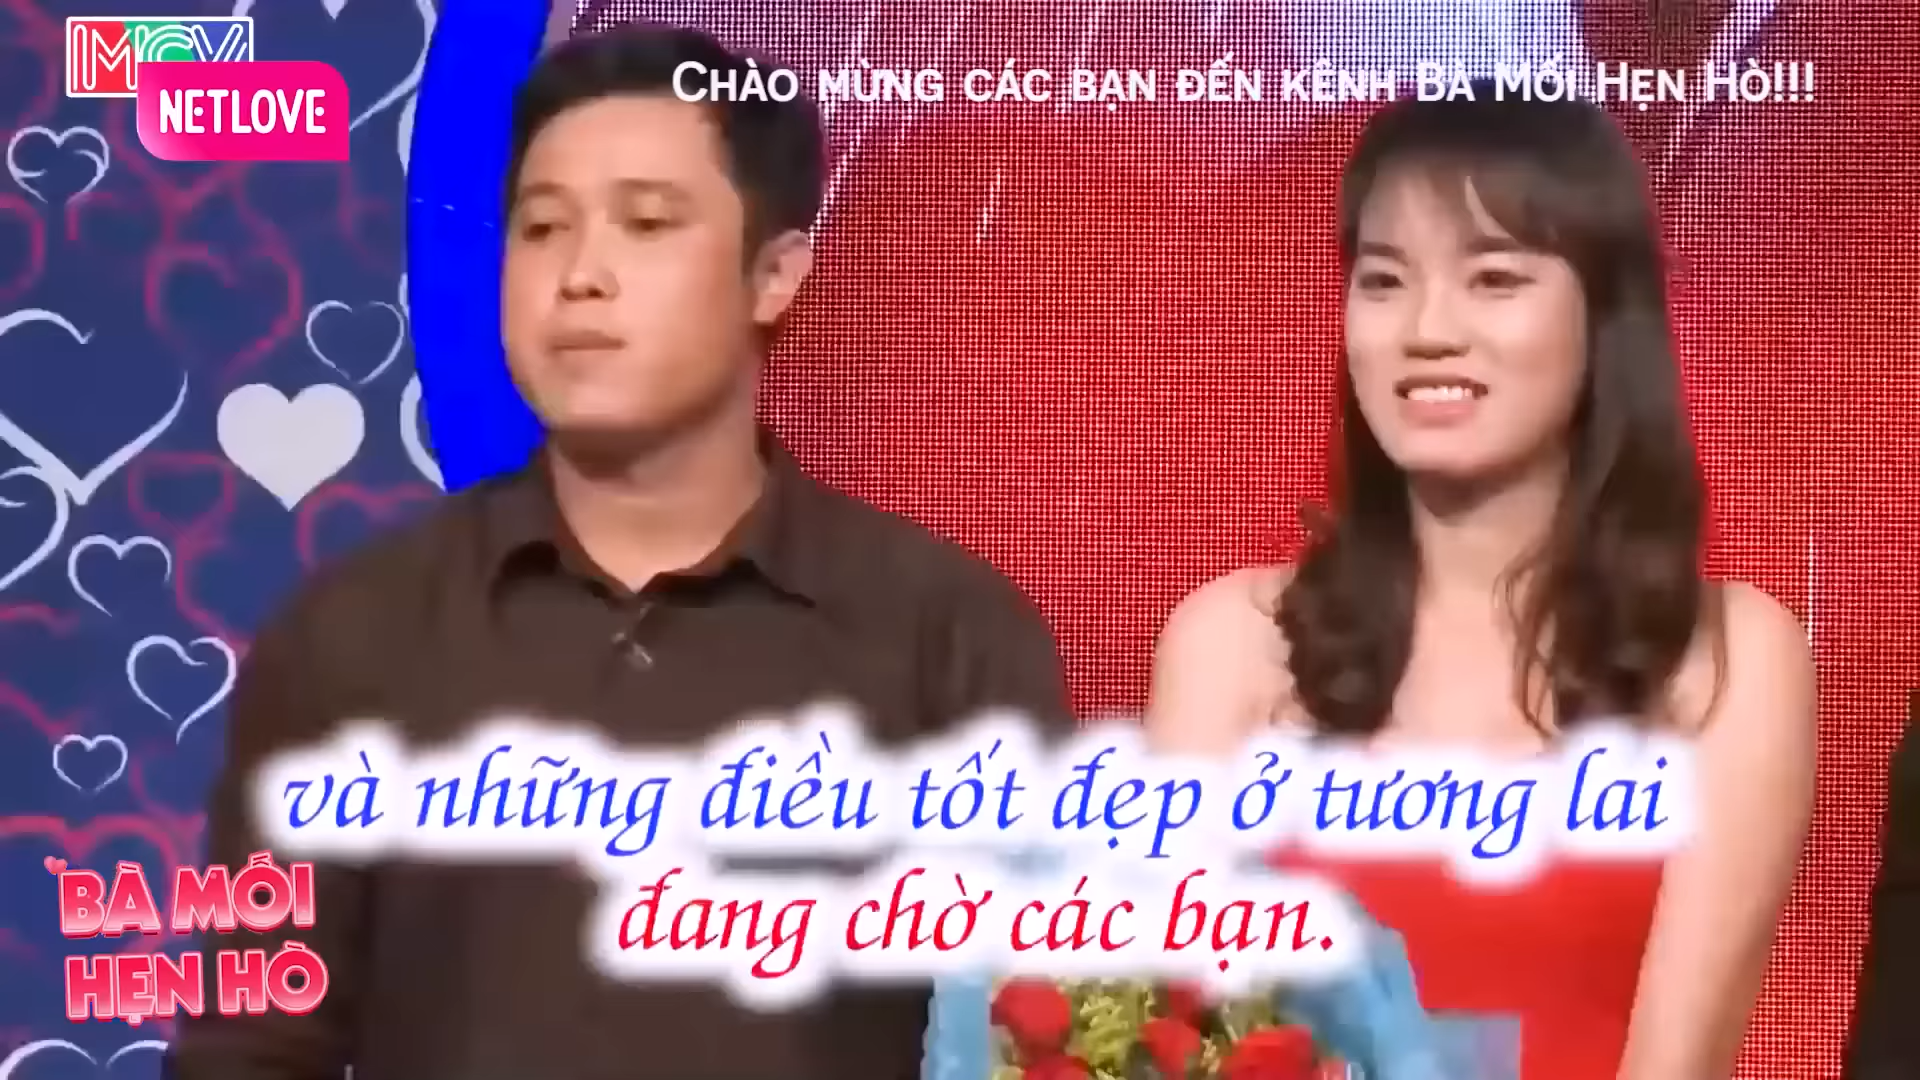 MCV
NETLOVE
Chào mừng các bạn đến kênh Bà Mối Hẹn Hò!!!
và những điều tốt đẹp ở tương lai
đang chờ các bạn.
BÀ MỐI
HẸN HÒ